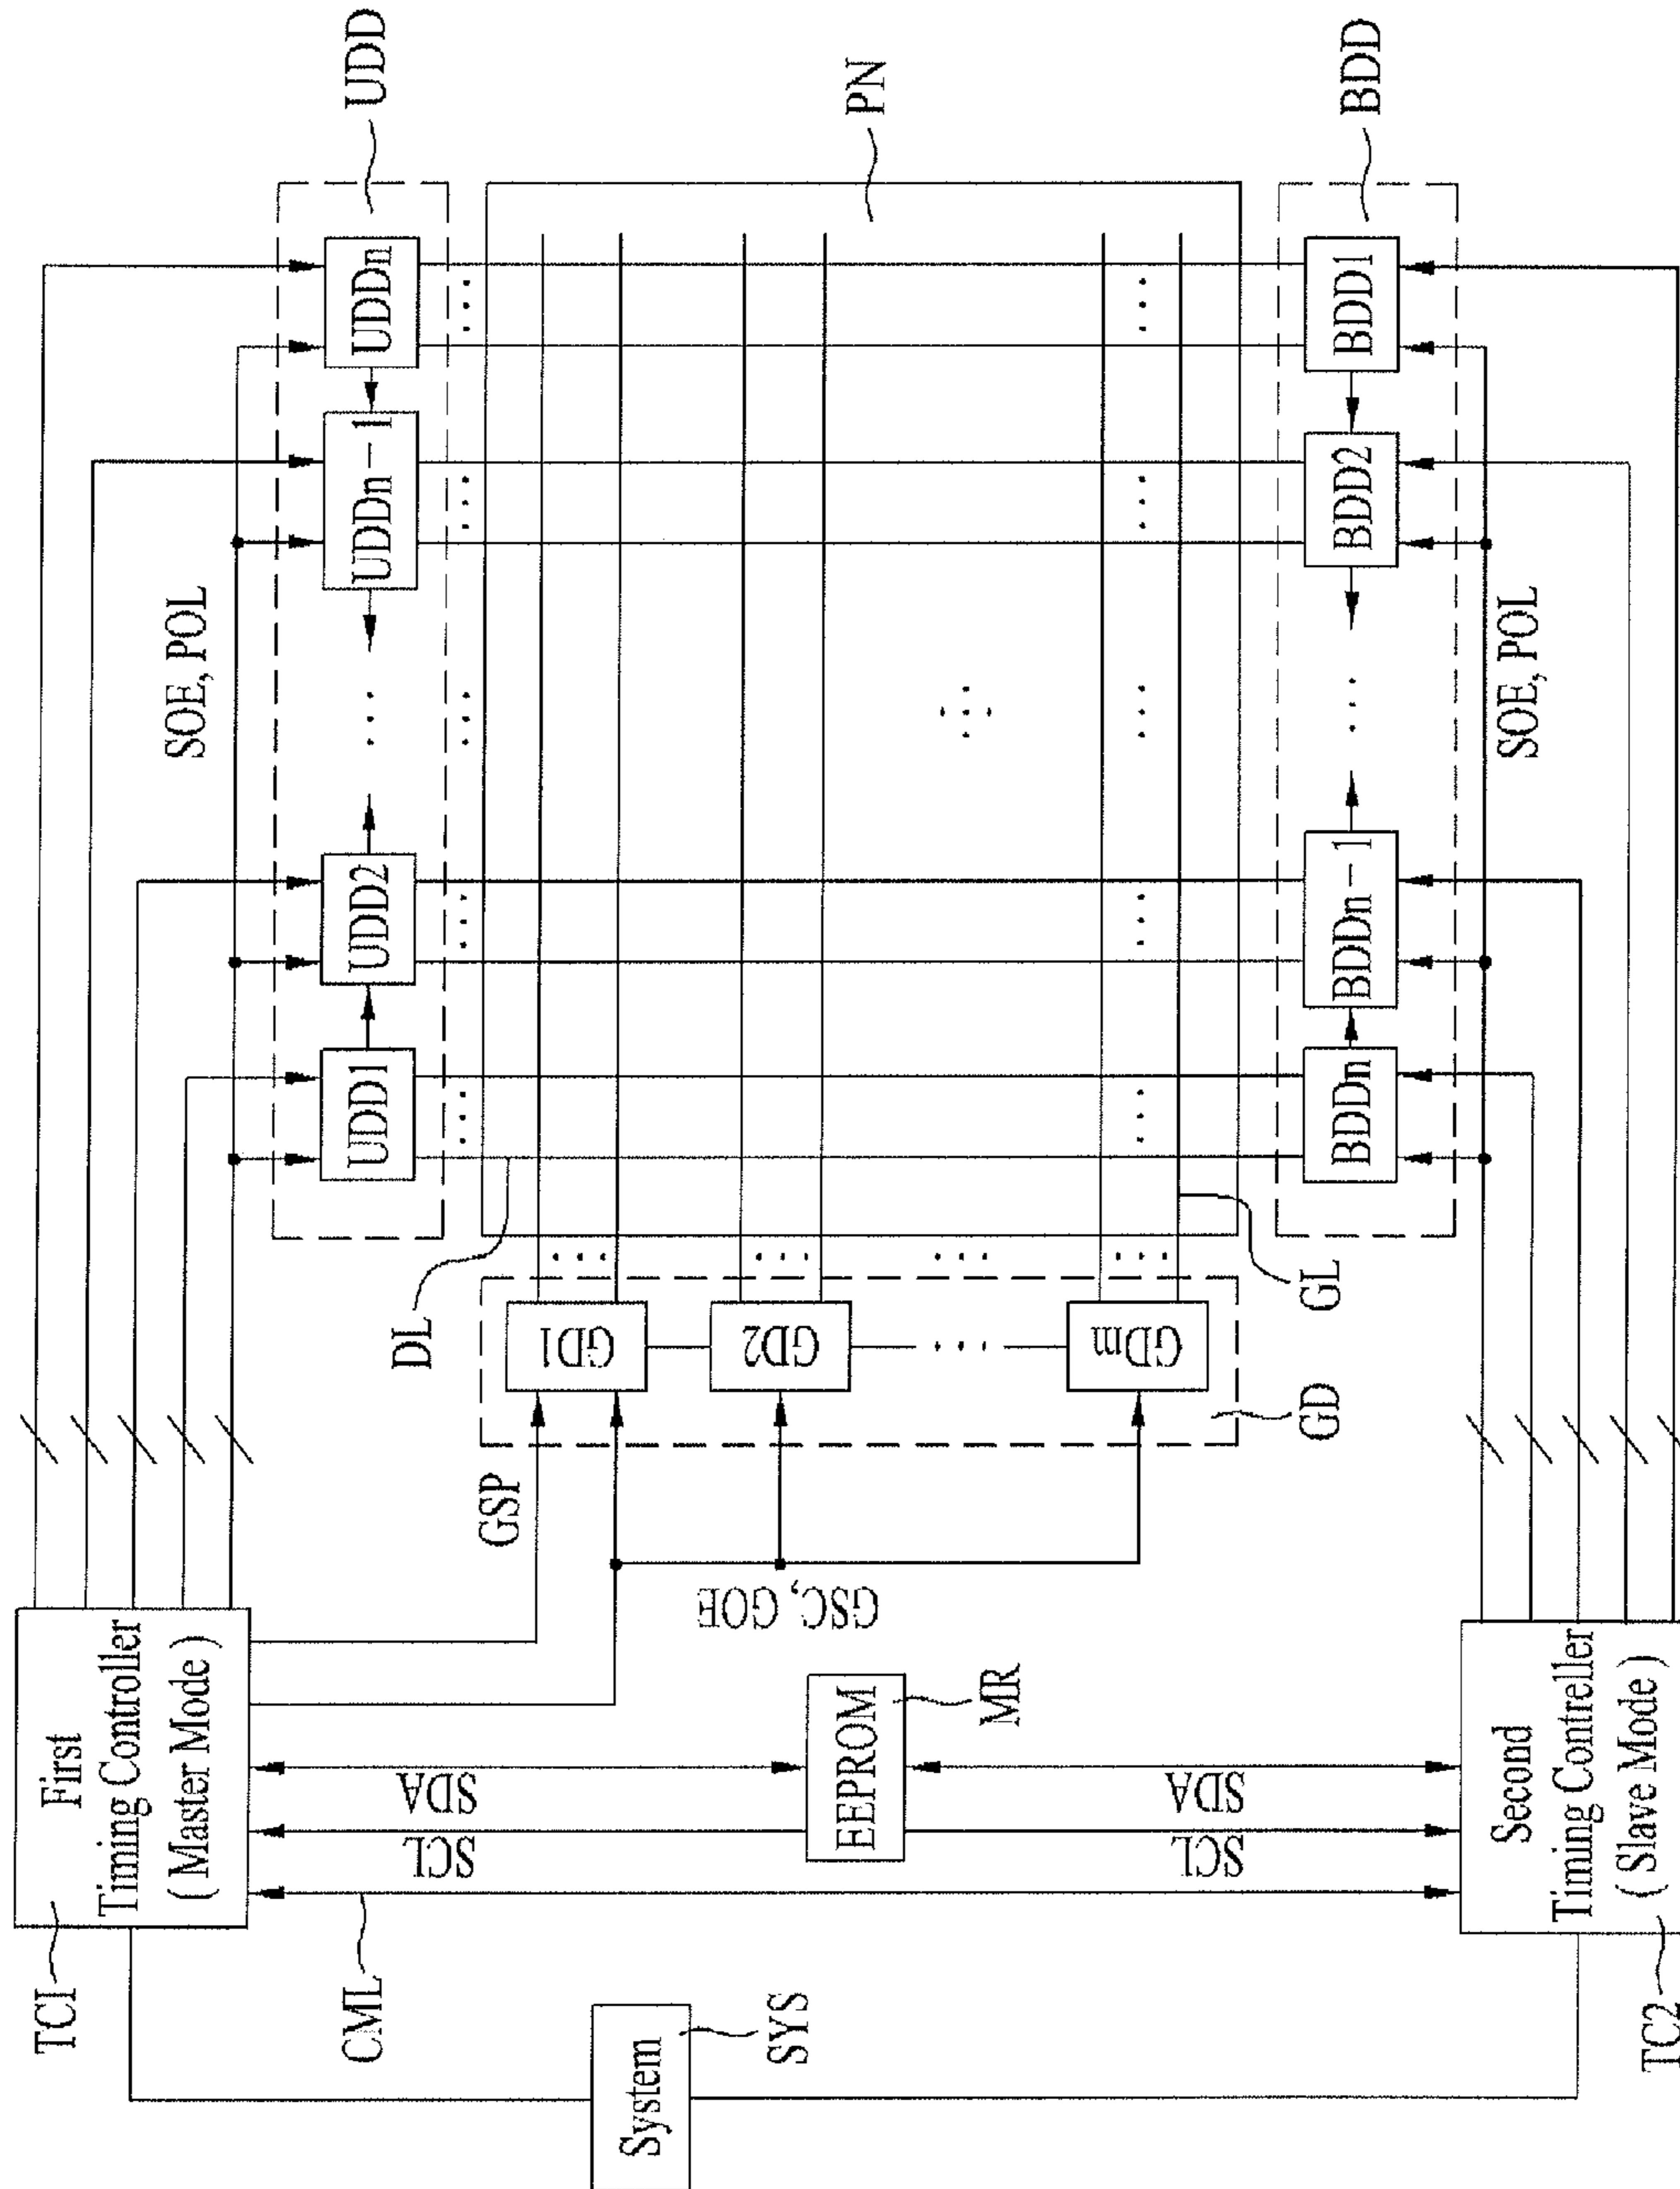 UDD
UDDn
UDDn-1
UDD2
UDD1
SOE, POL
PN
BDD
BDD1
BDD2
BDDn-1
BDDn
SOE, POL
DL
GL
GD1
GD2
GDm
GD
GSP
GSC, GOE
First
Timing Controller
( Master Mode )
TC1
SDA
SCL
CML
EEPROM
MR
SDA
SCL
Second
Timing Contreller
( Slave Mode )
TC2
System
SYS